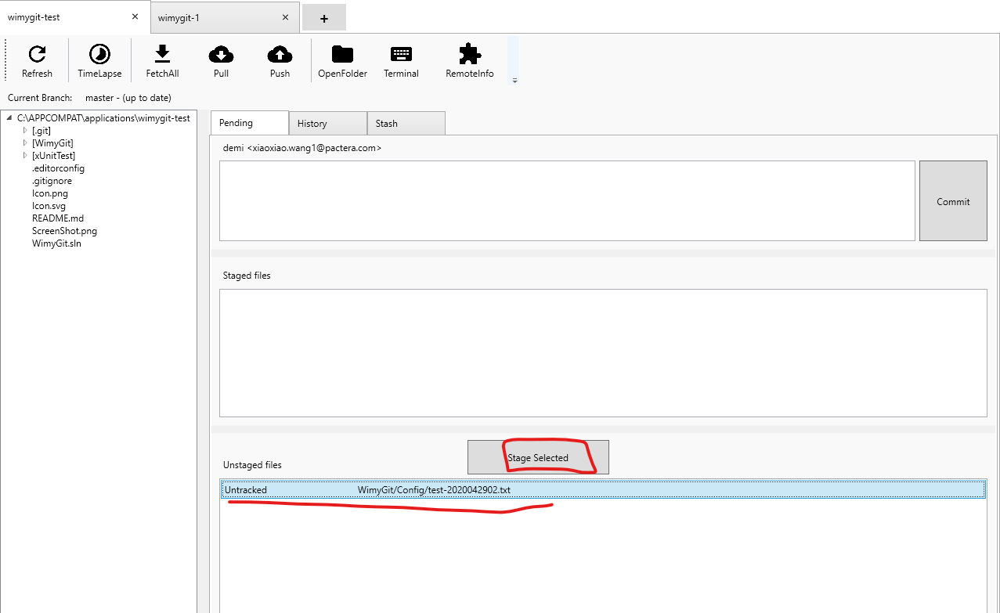 wimygit-test × wimygit-1 × +
Refresh TimeLapse FetchAll Pull Push OpenFolder Terminal RemoteInfo
Current Branch: master - (up to date)
C:\APPCOMPAT\applications\wimygit-test
[.git]
[WimyGit]
[xUnitTest]
.editorconfig
.gitignore
Icon.png
Icon.svg
README.md
ScreenShot.png
WimyGit.sln
Pending History Stash
demi <xiaoxiao.wang1@pactera.com>
Commit
Staged files
Stage Selected
Unstaged files
Untracked WimyGit/Config/test-2020042902.txt